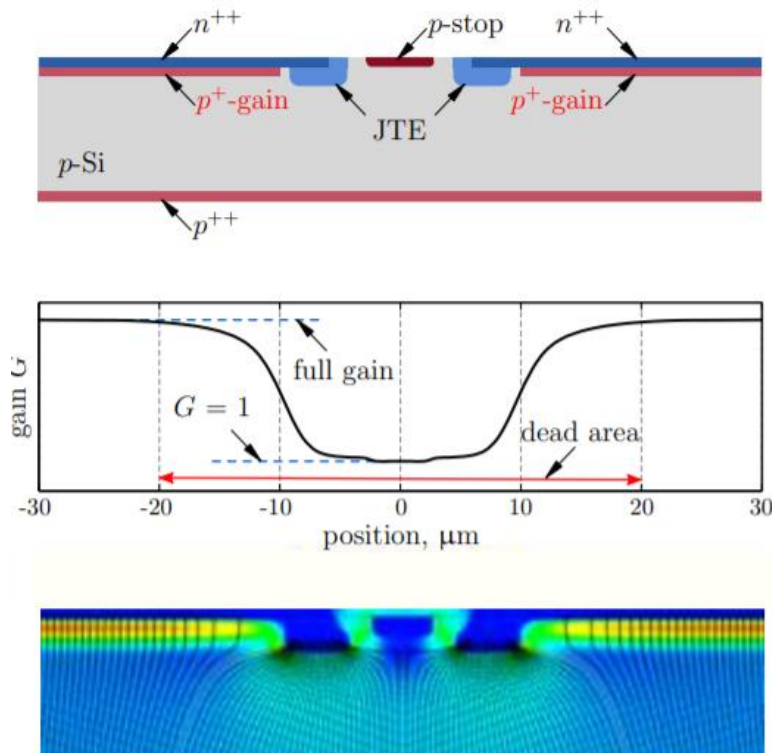 n++ p-stop n++
p+-gain p+-gain
JTE
p-Si
p++
full gain
G = 1
dead area
gain G
-30 -20 -10 0 10 20 30
position, μm